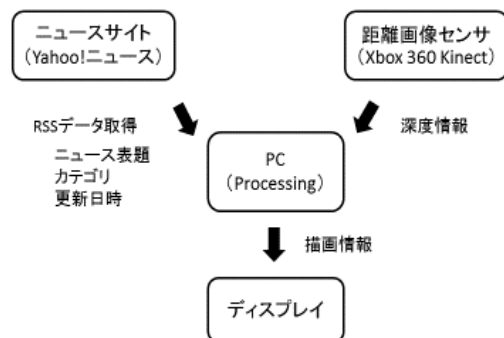 ニュースサイト
（Yahoo!ニュース）
距離画像センサ
（Xbox 360 Kinect）
RSSデータ取得
ニュース表題
カテゴリ
更新日時
深度情報
PC
（Processing）
描画情報
ディスプレイ